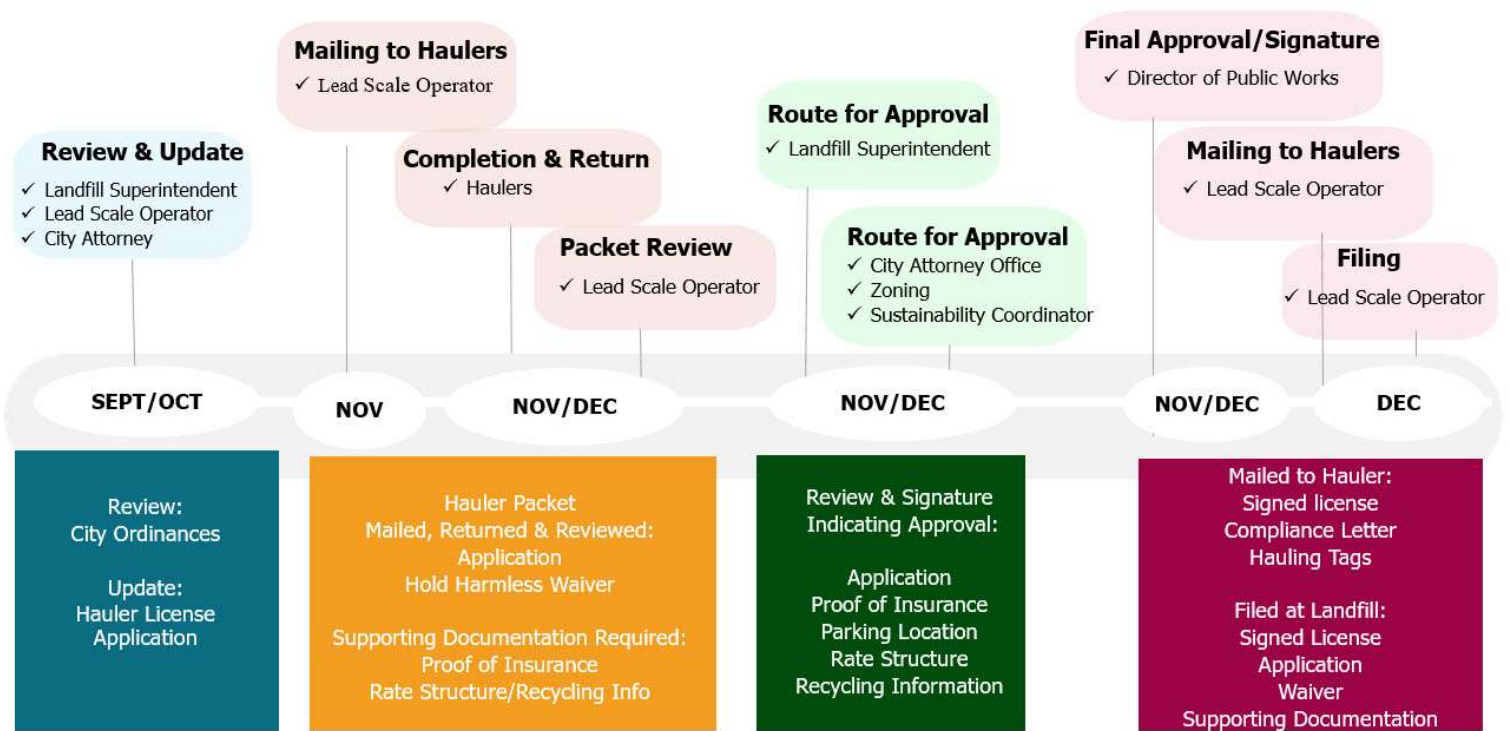 Mailing to Haulers
✓ Lead Scale Operator
Final Approval/Signature
✓ Director of Public Works
Review & Update
✓ Landfill Superintendent
✓ Lead Scale Operator
✓ City Attorney
Completion & Return
✓ Haulers
Packet Review
✓ Lead Scale Operator
Route for Approval
✓ Landfill Superintendent
Route for Approval
✓ City Attorney Office
✓ Zoning
✓ Sustainability Coordinator
Mailing to Haulers
✓ Lead Scale Operator
Filing
✓ Lead Scale Operator
SEPT/OCT
NOV
NOV/DEC
NOV/DEC
NOV/DEC
DEC
Review:
City Ordinances
Update:
Hauler License
Application
Hauler Packet
Mailed, Returned & Reviewed:
Application
Hold Harmless Waiver
Supporting Documentation Required:
Proof of Insurance
Rate Structure/Recycling Info
Review & Signature
Indicating Approval:
Application
Proof of Insurance
Parking Location
Rate Structure
Recycling Information
Mailed to Hauler:
Signed license
Compliance Letter
Hauling Tags
Filed at Landfill:
Signed License
Application
Waiver
Supporting Documentation